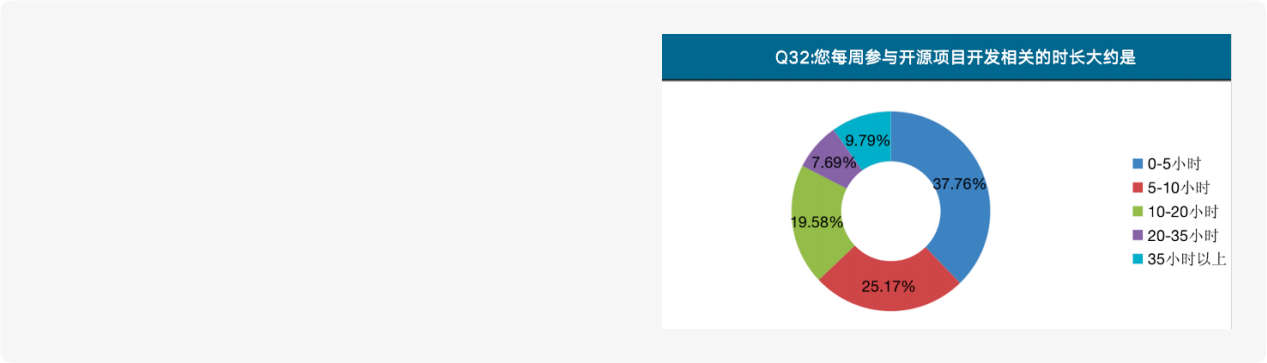 Q32:您每周参与开源项目开发相关的时长大约是
9.79%
7.69%
37.76%
19.58%
25.17%
0-5小时
5-10小时
10-20小时
20-35小时
35小时以上